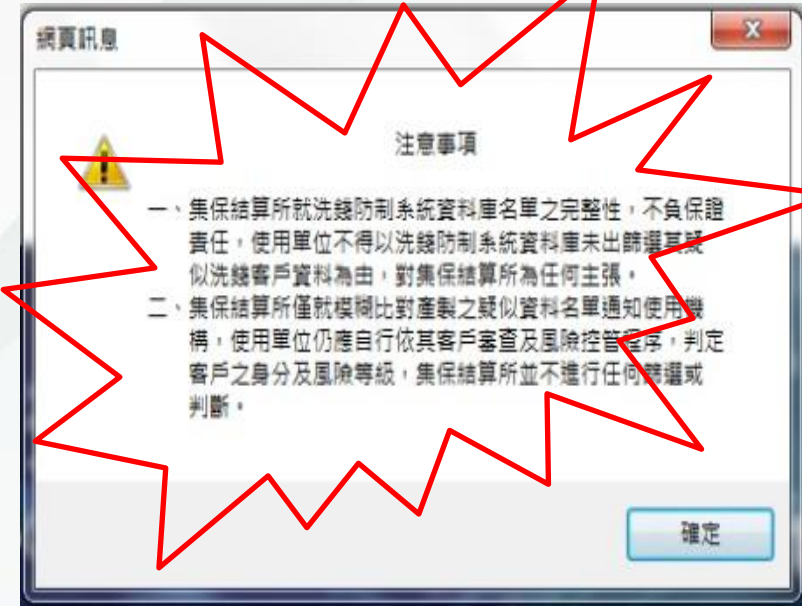 網頁訊息
X
注意事項
一、集保結算所就洗錢防制系統資料庫名單之完整性，不負保證
責任，使用單位不得以洗錢防制系統資料庫未出篩選其疑
似洗錢客戶資料為由，對集保結算所為任何主張。
二、集保結算所僅就模糊比對產製之疑似資料名單通知使用機
構，使用單位仍應自行依其客戶審查及風險控管程序，判定
客戶之身分及風險等級，集保結算所並不進行任何篩選或
判斷。
確定